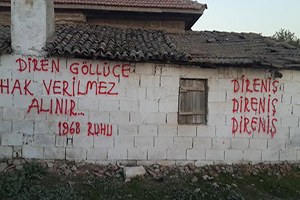 DİREN GÖLLÜCE
HAK VERİLMEZ
ALINIR...
1968 RUHU
DİRENİŞ
DİRENİŞ
DİRENİŞ